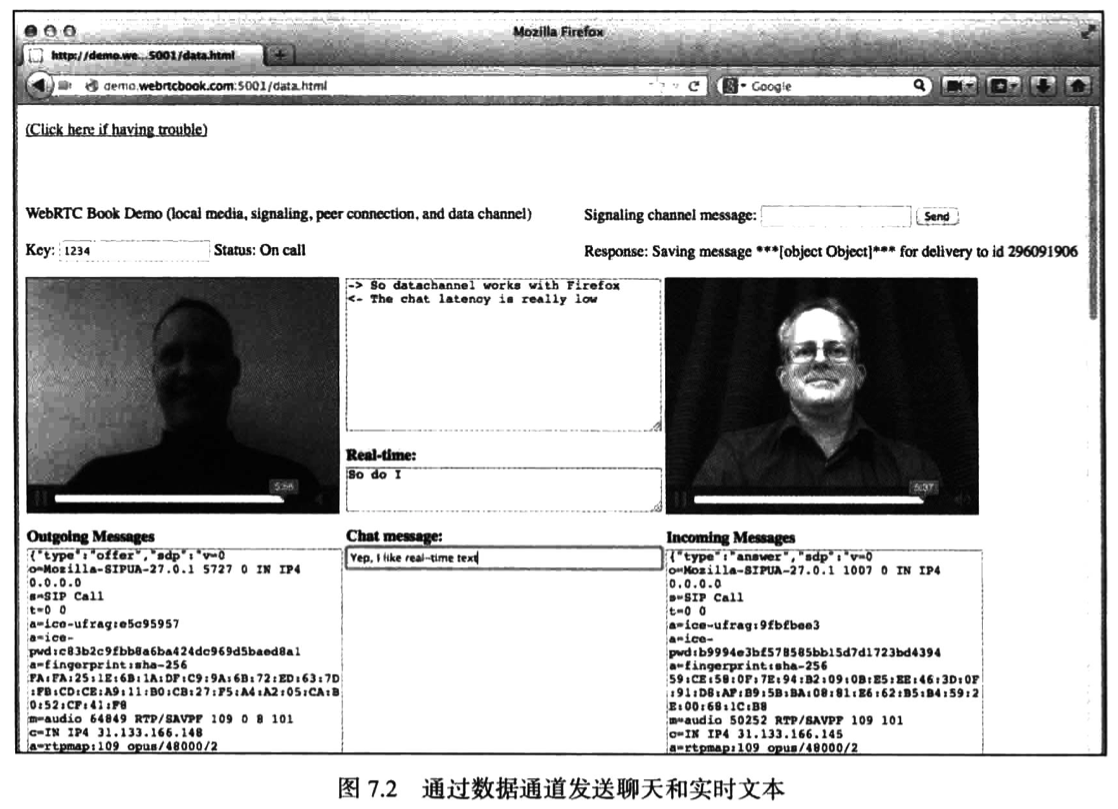 Mozilla Firefox
http://demo.we...5001/data.html
+
demo.webrtcbook.com:5001/data.html
Google
(Click here if having trouble)
WebRTC Book Demo (local media, signaling, peer connection, and data channel)
Signaling channel message:
Send
Key: 1234 Status: On call
Response: Saving message ***[object Object]*** for delivery to id 296091906
-> So datachannel works with Firefox
<- The chat latency is really low
Real-time:
So do I
5:56
5:37
Outgoing Messages
{"type":"offer","sdp":"v=0
o=Mozilla-SIPUA-27.0.1 5727 0 IN IP4
0.0.0.0
s=SIP Call
t=0 0
a=ice-ufrag:e5c95957
a=ice-
pwd:c83b2c9fbb8a6ba424dc969d5baed8a1
a=fingerprint:sha-256
FA:FA:25:1E:6B:1A:DF:C9:9A:6B:72:ED:63:7D
:FB:CD:CE:A9:11:B0:CB:27:F5:A4:A2:05:CA:B
0:52:CF:41:F8
m=audio 64849 RTP/SAVPF 109 0 8 101
c=IN IP4 31.133.166.148
a=rtpmap:109 opus/48000/2
Chat message:
Yep, I like real-time text
Incoming Messages
{"type":"answer","sdp":"v=0
o=Mozilla-SIPUA-27.0.1 1007 0 IN IP4
0.0.0.0
s=SIP Call
t=0 0
a=ice-ufrag:9fbfbee3
a=ice-
pwd:b9994e3bf578585bb15d7d1723bd4394
a=fingerprint:sha-256
59:CE:58:0F:7E:94:B2:09:0B:E5:EE:46:3D:0F
:91:D8:AF:B9:5B:BA:08:81:E6:62:B5:B4:59:2
E:00:68:1C:B8
m=audio 50252 RTP/SAVPF 109 101
c=IN IP4 31.133.166.145
a=rtpmap:109 opus/48000/2
图 7.2 通过数据通道发送聊天和实时文本